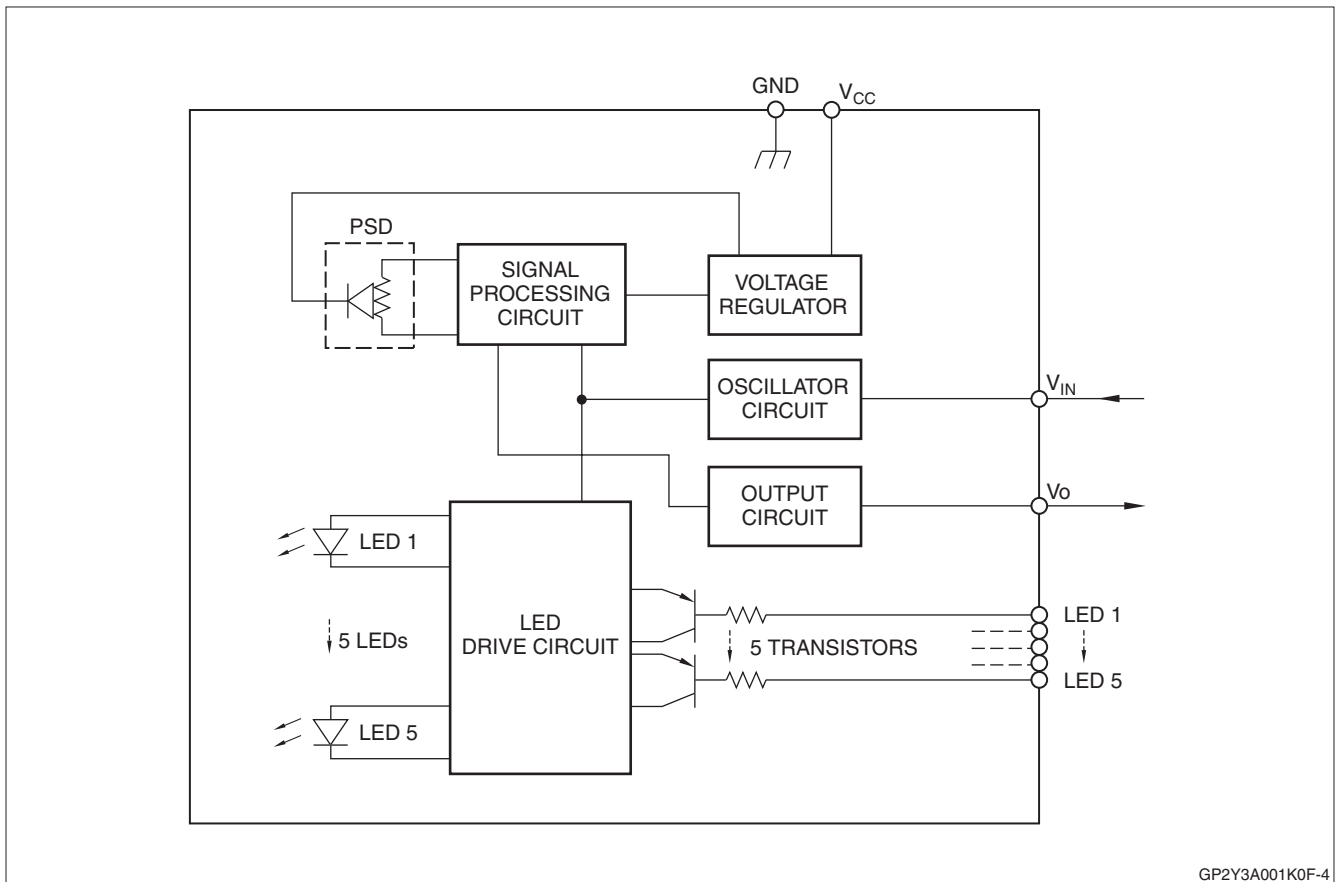 GND
VCC
PSD
SIGNAL
PROCESSING
CIRCUIT
VOLTAGE
REGULATOR
OSCILLATOR
CIRCUIT
VIN
OUTPUT
CIRCUIT
Vo
LED 1
5 LEDs
LED 5
LED
DRIVE CIRCUIT
5 TRANSISTORS
LED 1
LED 5
GP2Y3A001K0F-4